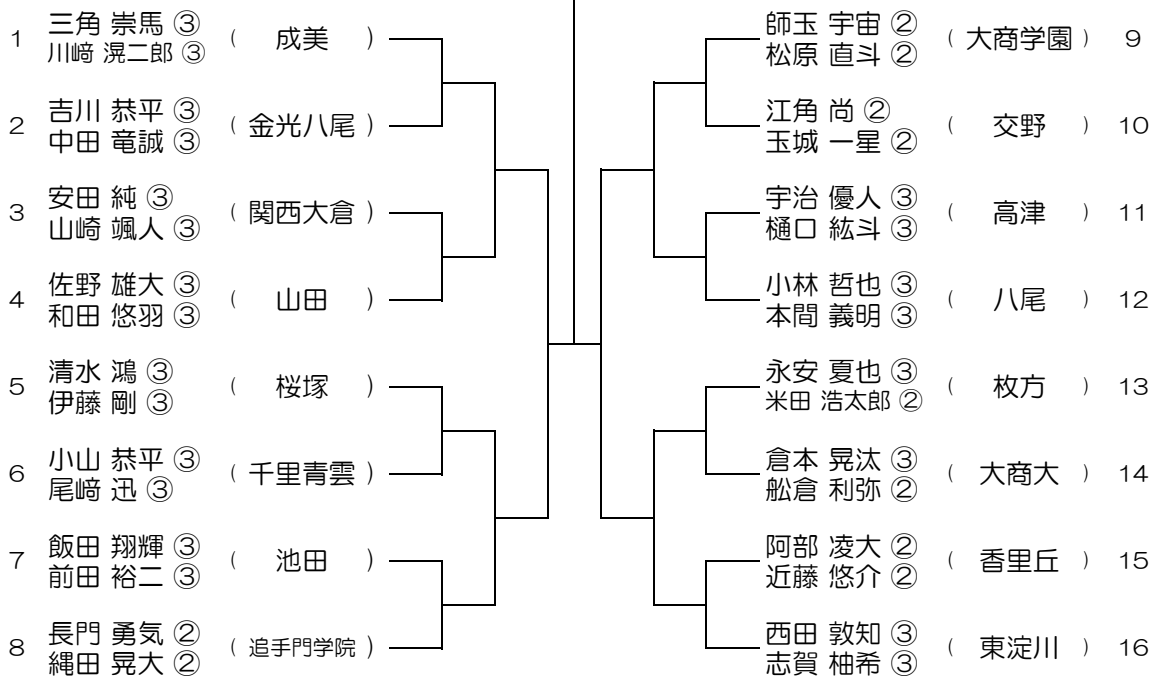 1 三角 崇馬 ③ ( 成美 )
川﨑 滉二郎 ③
2 吉川 恭平 ③ ( 金光八尾 )
中田 竜誠 ③
3 安田 純 ③ ( 関西大倉 )
山崎 颯人 ③
4 佐野 雄大 ③ ( 山田 )
和田 悠羽 ③
5 清水 鴻 ③ ( 桜塚 )
伊藤 剛 ③
6 小山 恭平 ③ ( 千里青雲 )
尾﨑 迅 ③
7 飯田 翔輝 ③ ( 池田 )
前田 裕二 ③
8 長門 勇気 ② ( 追手門学院 )
縄田 晃大 ②
師玉 宇宙 ② ( 大商学園 ) 9
松原 直斗 ②
江角 尚 ② ( 交野 ) 10
玉城 一星 ②
宇治 優人 ③ ( 高津 ) 11
樋口 紘斗 ③
小林 哲也 ③ ( 八尾 ) 12
本間 義明 ③
永安 夏也 ③ ( 枚方 ) 13
米田 浩太郎 ②
倉本 晃汰 ③ ( 大商大 ) 14
舩倉 利弥 ②
阿部 凌大 ② ( 香里丘 ) 15
近藤 悠介 ②
西田 敦知 ③ ( 東淀川 ) 16
志賀 柚希 ③